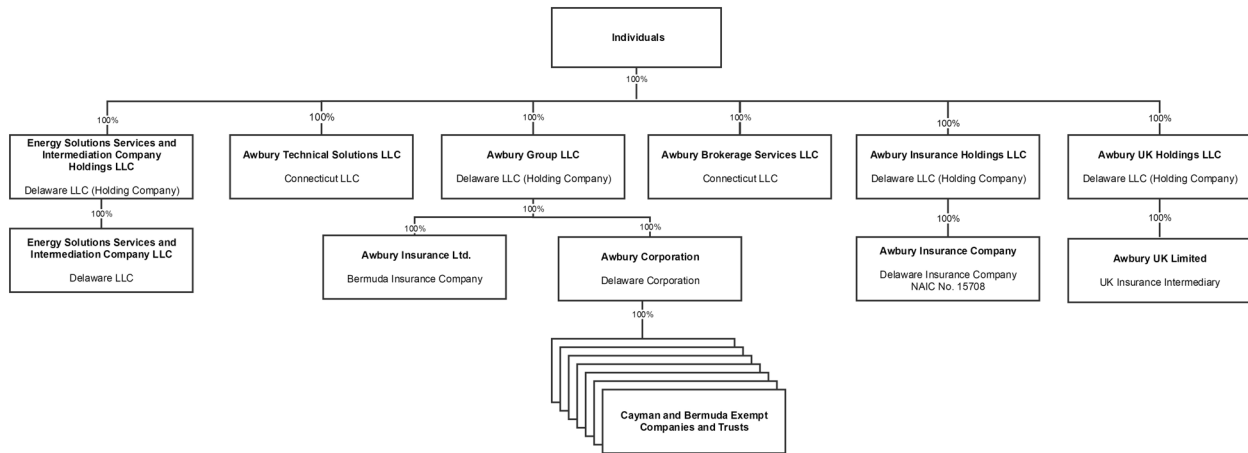 Individuals
100%
100%
100%
100%
100%
100%
100%
Energy Solutions Services and
Intermediation Company
Holdings LLC
Delaware LLC (Holding Company)
Awbury Technical Solutions LLC
Connecticut LLC
Awbury Group LLC
Delaware LLC (Holding Company)
Awbury Brokerage Services LLC
Connecticut LLC
Awbury Insurance Holdings LLC
Delaware LLC (Holding Company)
Awbury UK Holdings LLC
Delaware LLC (Holding Company)
100%
100%
100%
100%
100%
100%
Energy Solutions Services and
Intermediation Company LLC
Delaware LLC
Awbury Insurance Ltd.
Bermuda Insurance Company
Awbury Corporation
Delaware Corporation
Awbury Insurance Company
Delaware Insurance Company
NAIC No. 15708
Awbury UK Limited
UK Insurance Intermediary
100%
Cayman and Bermuda Exempt
Companies and Trusts